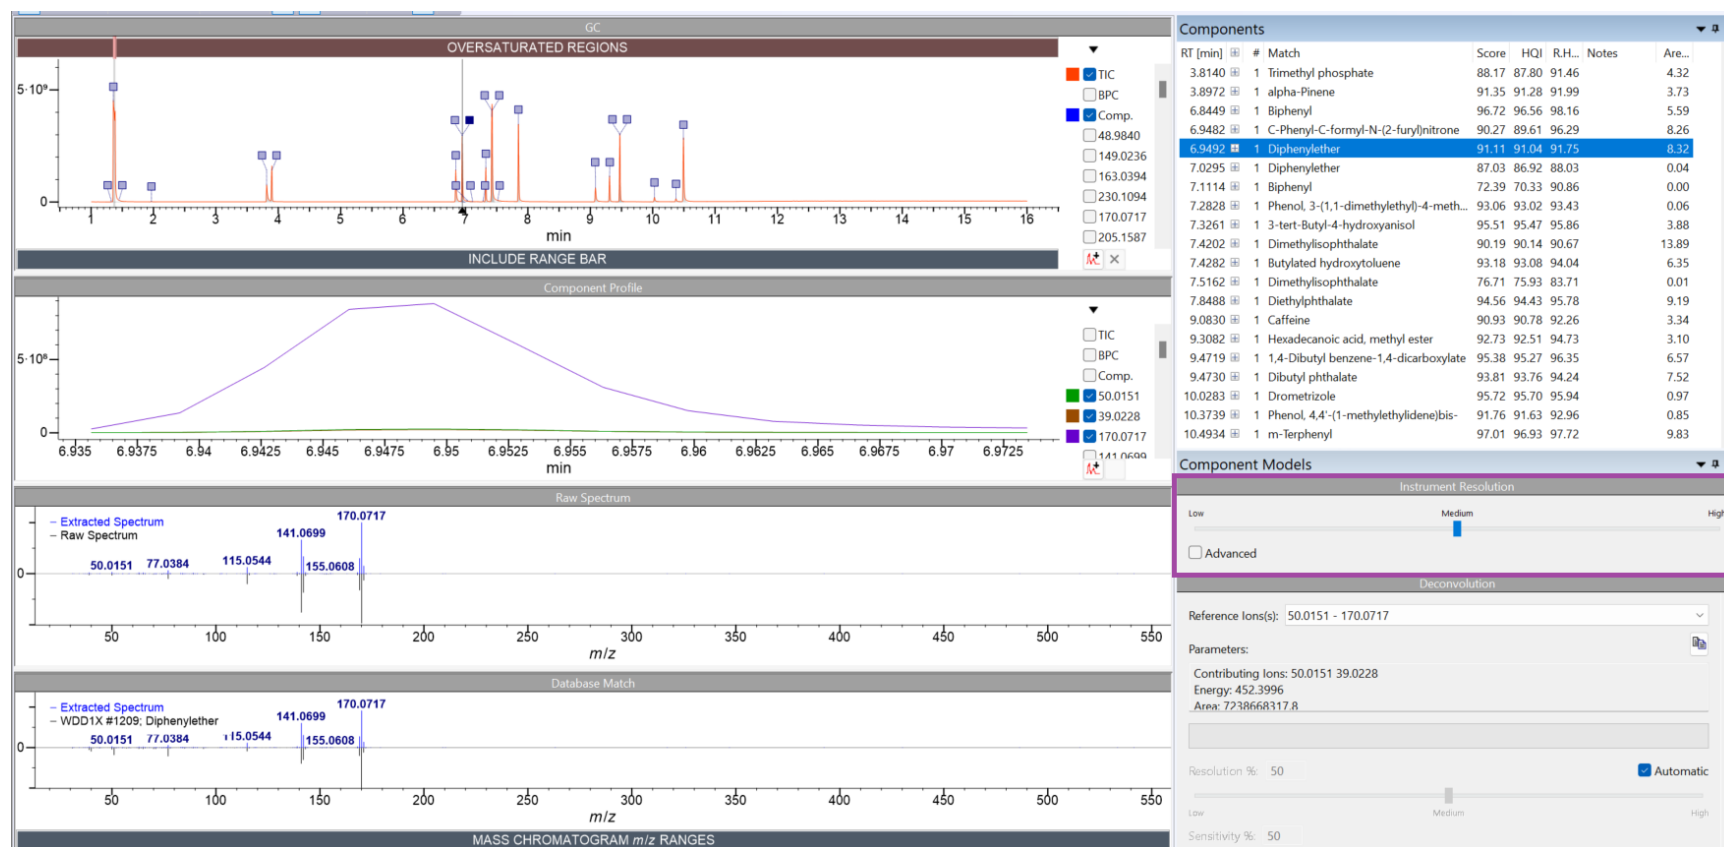 GC
OVERSATURATED REGIONS
5·10⁹
0
1 2 3 4 5 6 7 8 9 10 11 12 13 14 15 16
min
TIC
BPC
Comp.
48.9840
149.0236
163.0394
230.1094
170.0717
205.1587
INCLUDE RANGE BAR
Component Profile
5·10⁸
0
6.935 6.9375 6.94 6.9425 6.945 6.9475 6.95 6.9525 6.955 6.9575 6.96 6.9625 6.965 6.9675 6.97 6.9725
min
TIC
BPC
Comp.
50.0151
39.0228
170.0717
141.0699
Raw Spectrum
Extracted Spectrum
Raw Spectrum
50.0151 77.0384 115.0544 141.0699 155.0608 170.0717
0
50 100 150 200 250 300 350 400 450 500 550
m/z
Database Match
Extracted Spectrum
WDD1X #1209; Diphenylether
50.0151 77.0384 115.0544 141.0699 155.0608 170.0717
0
50 100 150 200 250 300 350 400 450 500 550
m/z
MASS CHROMATOGRAM m/z RANGES
Components
RT [min] # Match Score HQI R.H... Notes Are...
3.8140 1 Trimethyl phosphate 88.17 87.80 91.46 4.32
3.8972 1 alpha-Pinene 91.35 91.28 91.99 3.73
6.8449 1 Biphenyl 96.72 96.56 98.16 5.59
6.9482 1 C-Phenyl-C-formyl-N-(2-furyl)nitrone 90.27 89.61 96.29 8.26
6.9492 1 Diphenylether 91.11 91.04 91.75 8.32
7.0295 1 Diphenylether 87.03 86.92 88.03 0.04
7.1114 1 Biphenyl 72.39 70.33 90.86 0.00
7.2828 1 Phenol, 3-(1,1-dimethylethyl)-4-meth... 93.06 93.02 93.43 0.06
7.3261 1 3-tert-Butyl-4-hydroxyanisol 95.51 95.47 95.86 3.88
7.4202 1 Dimethylisophthalate 90.19 90.14 90.67 13.89
7.4282 1 Butylated hydroxytoluene 93.18 93.08 94.04 6.35
7.5162 1 Dimethylisophthalate 76.71 75.93 83.71 0.01
7.8488 1 Diethylphthalate 94.56 94.43 95.78 9.19
9.0830 1 Caffeine 90.93 90.78 92.26 3.34
9.3082 1 Hexadecanoic acid, methyl ester 92.73 92.51 94.73 3.10
9.4719 1 1,4-Dibutyl benzene-1,4-dicarboxylate 95.38 95.27 96.35 6.57
9.4730 1 Dibutyl phthalate 93.81 93.76 94.24 7.52
10.0283 1 Drometrizole 95.72 95.70 95.94 0.97
10.3739 1 Phenol, 4,4'-(1-methylethylidene)bis- 91.76 91.63 92.96 0.85
10.4934 1 m-Terphenyl 97.01 96.93 97.72 9.83
Component Models
Instrument Resolution
Low Medium High
Advanced
Deconvolution
Reference Ions(s): 50.0151 - 170.0717
Parameters:
Contributing Ions: 50.0151 39.0228
Energy: 452.3996
Area: 7238668317.8
Resolution %: 50 Automatic
Low Medium High
Sensitivity %: 50